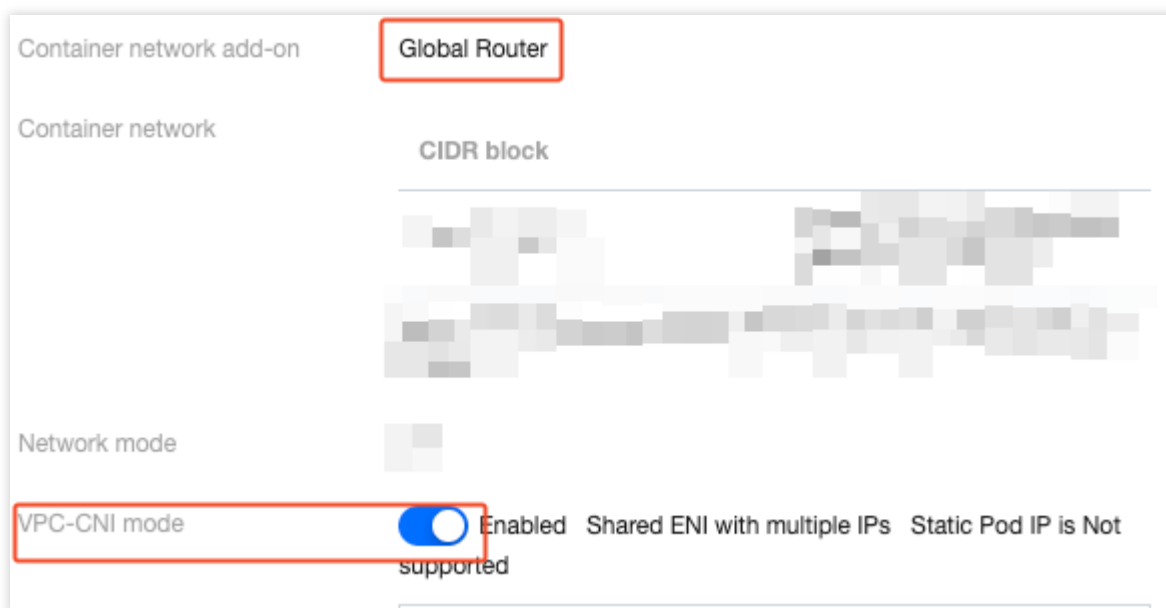 Container network add-on Global Router
Container network
CIDR block
Network mode
VPC-CNI mode Enabled Shared ENI with multiple IPs Static Pod IP is Not
supported